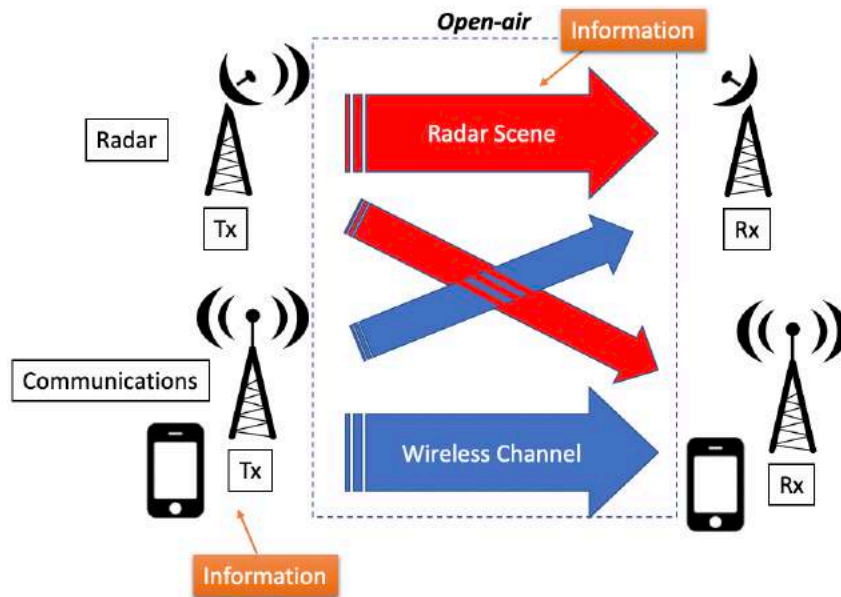 Open-air
Information
Radar
Radar Scene
Tx
Rx
Communications
Wireless Channel
Tx
Rx
Information